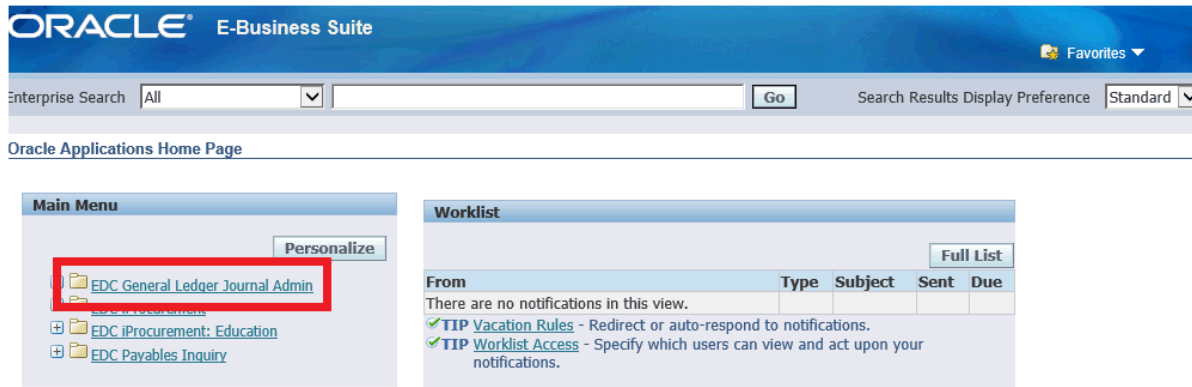 ORACLE® E-Business Suite
Favorites
Enterprise Search All Go Search Results Display Preference Standard
Oracle Applications Home Page
Main Menu
Personalize
EDC General Ledger Journal Admin
EDC iProcurement
EDC iProcurement: Education
EDC Payables Inquiry
Worklist
Full List
From Type Subject Sent Due
There are no notifications in this view.
TIP Vacation Rules - Redirect or auto-respond to notifications.
TIP Worklist Access - Specify which users can view and act upon your
notifications.